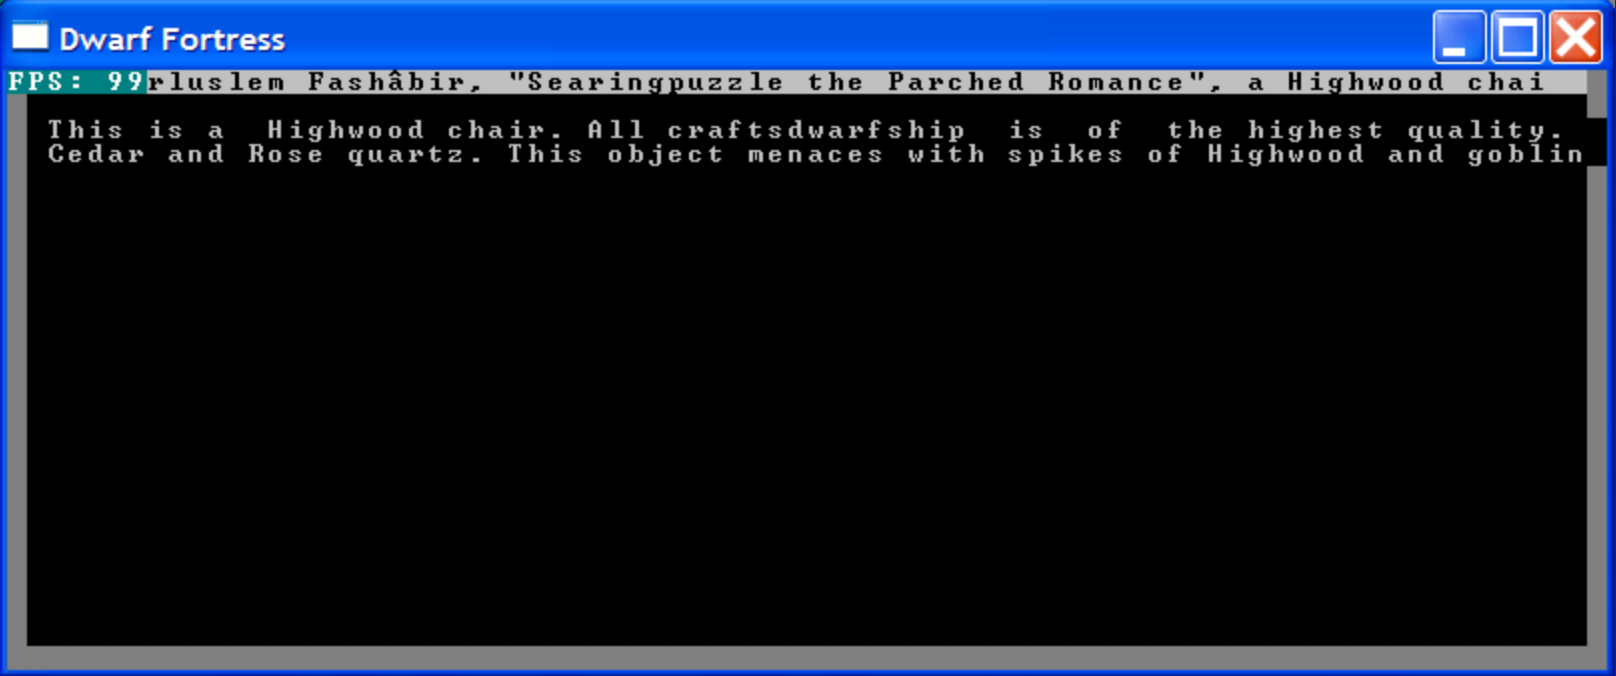 Dwarf Fortress
FPS: 99rluslem Fashâbir, "Searingpuzzle the Parched Romance", a Highwood chai
This is a  Highwood chair. All craftsdwarfship  is  of  the highest quality.
Cedar and Rose quartz. This object menaces with spikes of Highwood and goblin